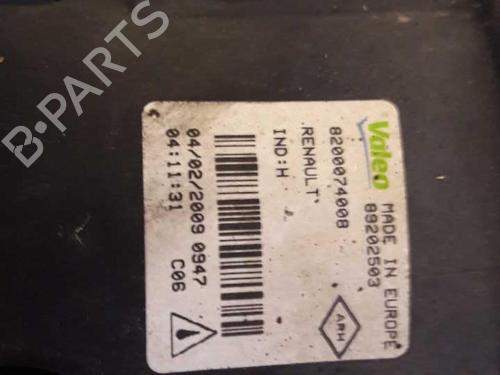 Valeo MADE IN EUROPE
89202503
8200074008
RENAULT
IND:H
ARH
04/02/2009 0947
04:11:31 C06
B-PARTS